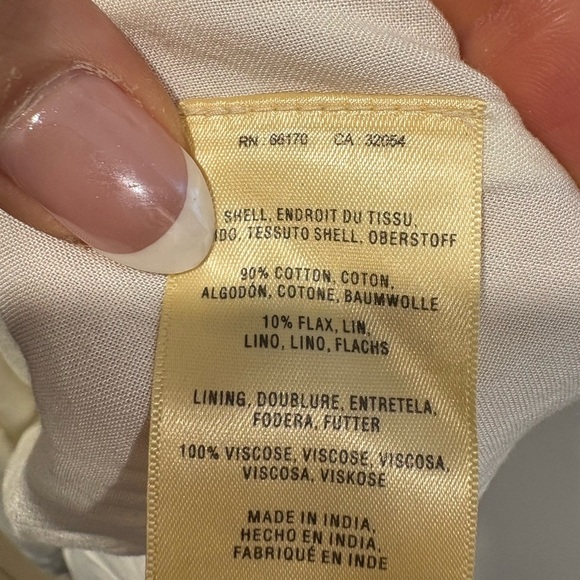 RN 66170 CA 32054
SHELL, ENDROIT DU TISSU,
TESSUTO SHELL, OBERSTOFF
90% COTTON, COTON,
ALGODÓN, COTONE, BAUMWOLLE
10% FLAX, LIN,
LINO, LINO, FLACHS
LINING, DOUBLURE, ENTRETELA,
FODERA, FUTTER
100% VISCOSE, VISCOSE, VISCOSA,
VISCOSA, VISKOSE
MADE IN INDIA,
HECHO EN INDIA,
FABRIQUÉ EN INDE